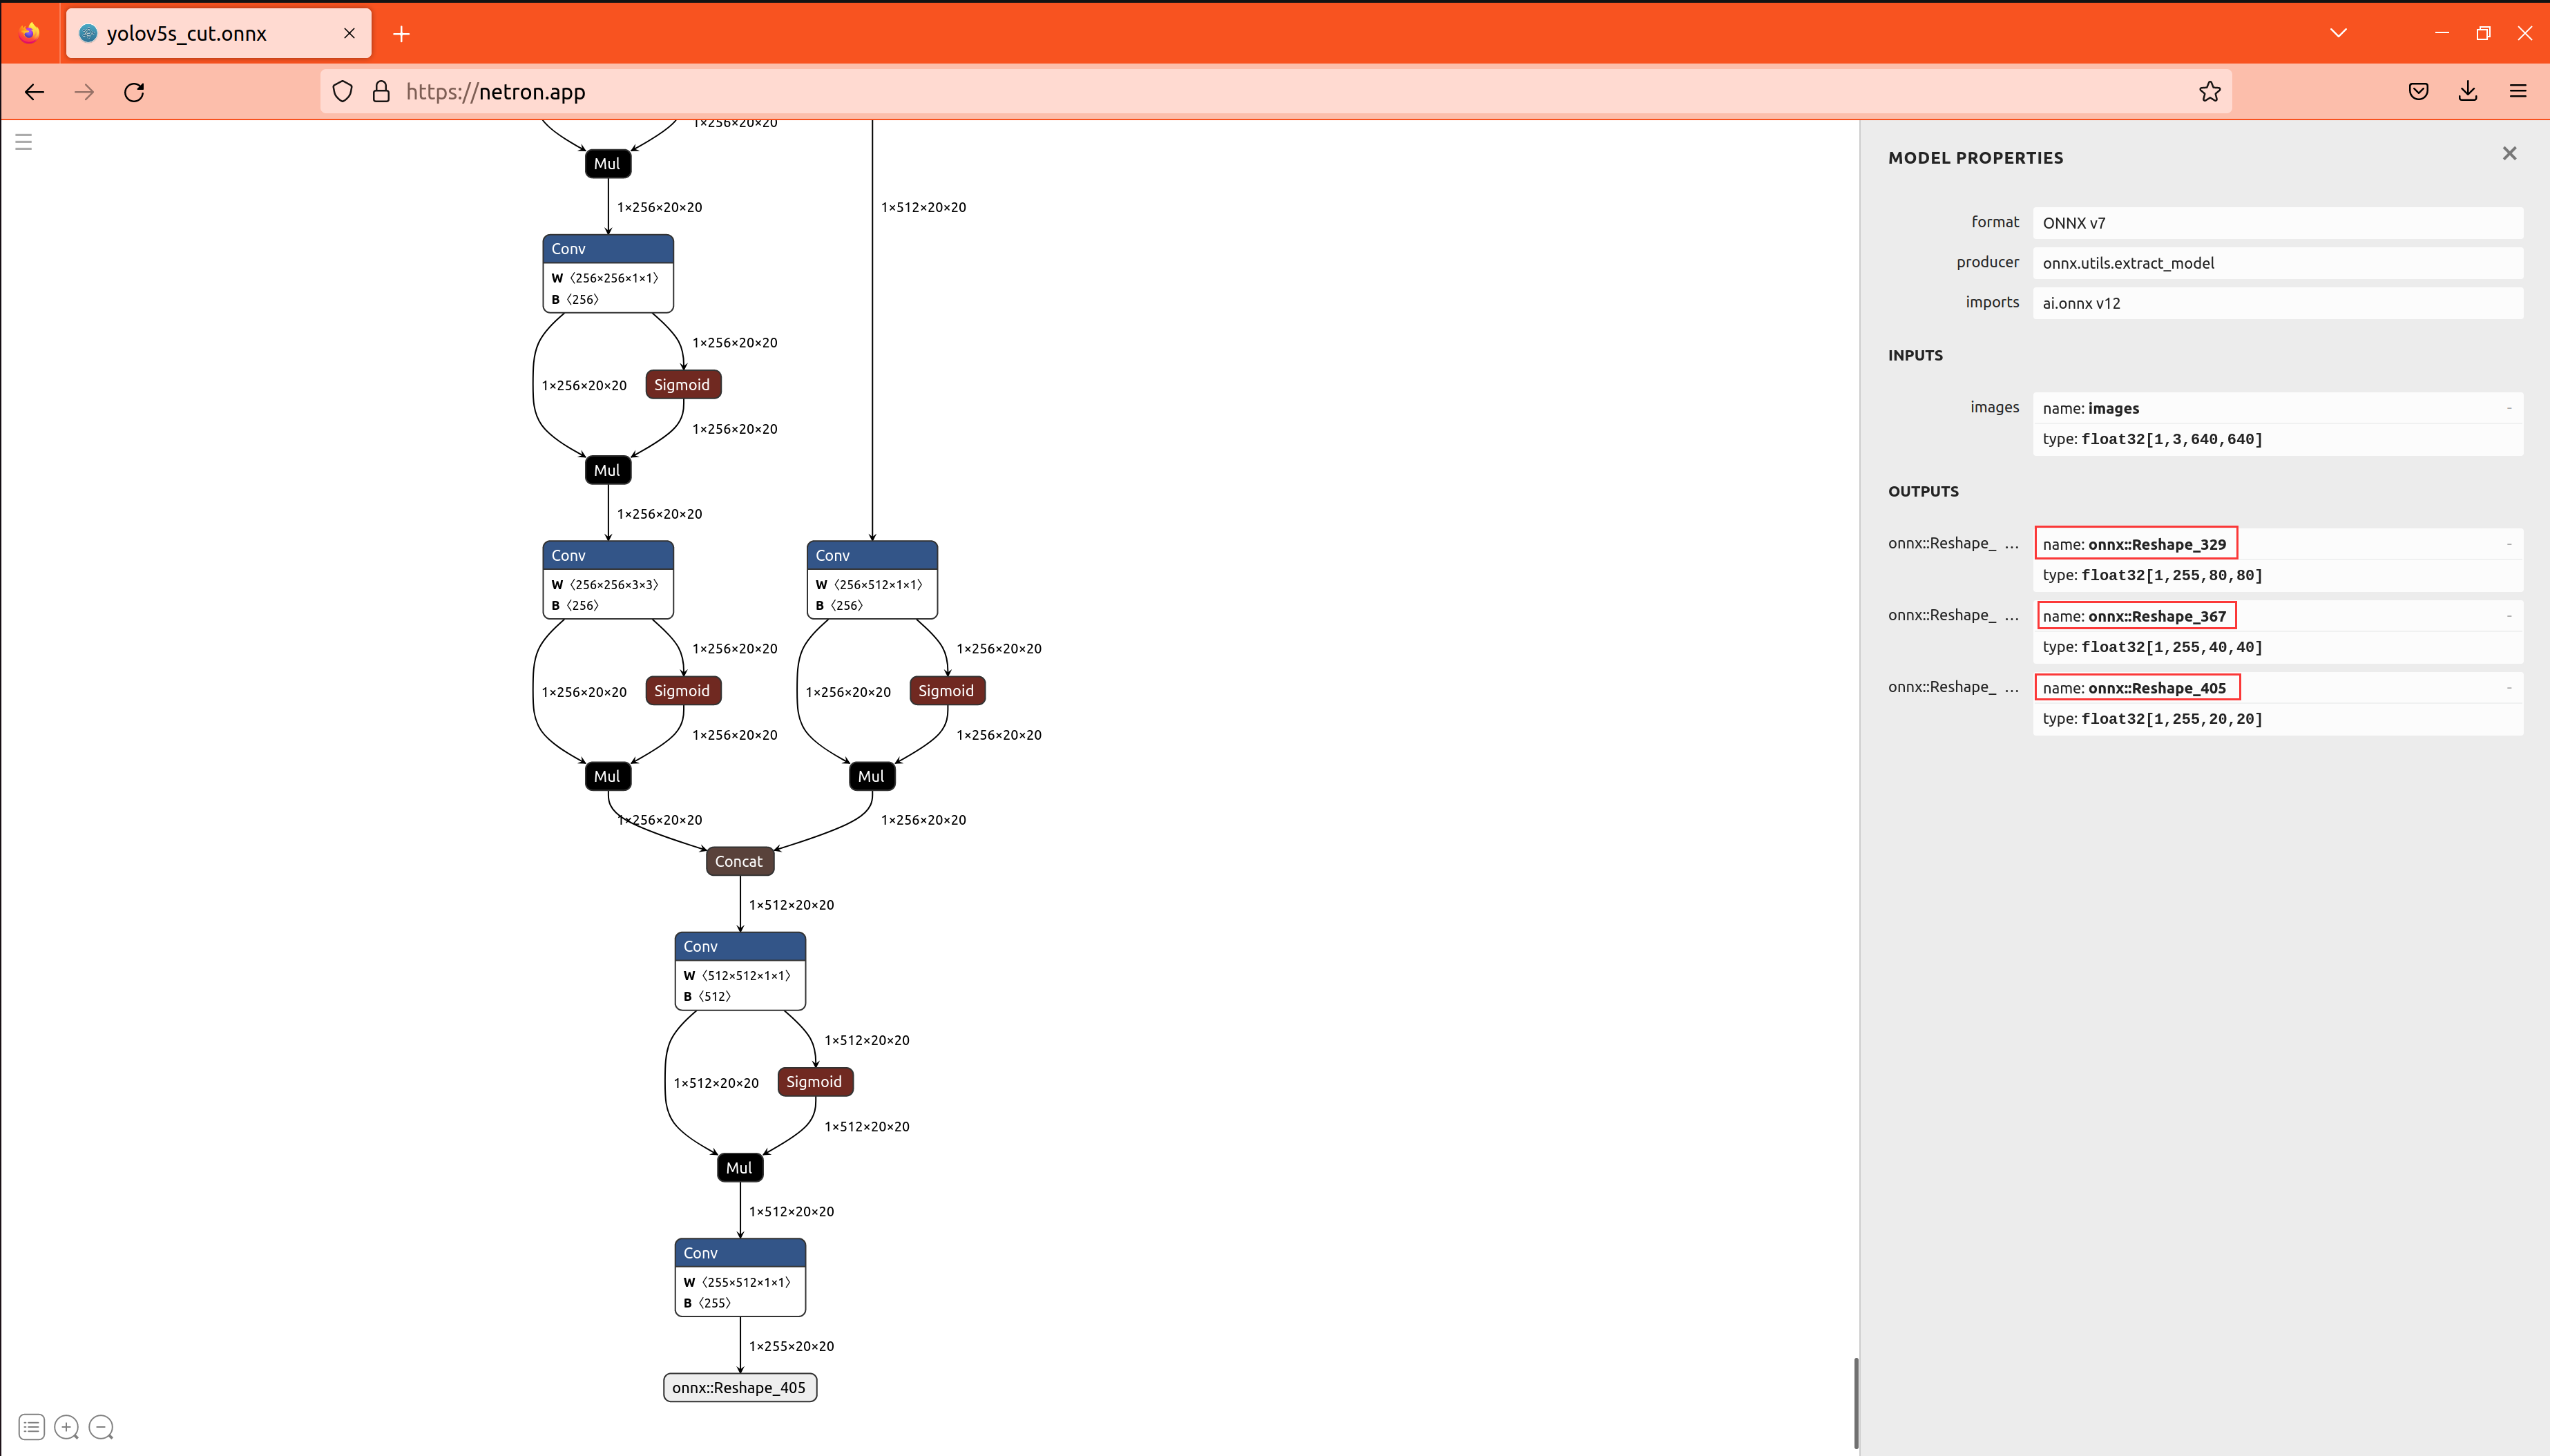 yolov5s_cut.onnx
https://netron.app
1×256×20×20
Mul
1×256×20×20
1×512×20×20
Conv
W 〈256×256×1×1〉
B 〈256〉
1×256×20×20
1×256×20×20
Sigmoid
1×256×20×20
Mul
1×256×20×20
Conv
W 〈256×256×3×3〉
B 〈256〉
Conv
W 〈256×512×1×1〉
B 〈256〉
1×256×20×20
1×256×20×20
1×256×20×20
Sigmoid
1×256×20×20
Sigmoid
1×256×20×20
1×256×20×20
Mul
Mul
1×256×20×20
1×256×20×20
Concat
1×512×20×20
Conv
W 〈512×512×1×1〉
B 〈512〉
1×512×20×20
1×512×20×20
Sigmoid
1×512×20×20
Mul
1×512×20×20
Conv
W 〈255×512×1×1〉
B 〈255〉
1×255×20×20
onnx::Reshape_405
MODEL PROPERTIES
format
ONNX v7
producer
onnx.utils.extract_model
imports
ai.onnx v12
INPUTS
images
name: images
type: float32[1,3,640,640]
OUTPUTS
onnx::Reshape_ …
name: onnx::Reshape_329
type: float32[1,255,80,80]
onnx::Reshape_ …
name: onnx::Reshape_367
type: float32[1,255,40,40]
onnx::Reshape_ …
name: onnx::Reshape_405
type: float32[1,255,20,20]